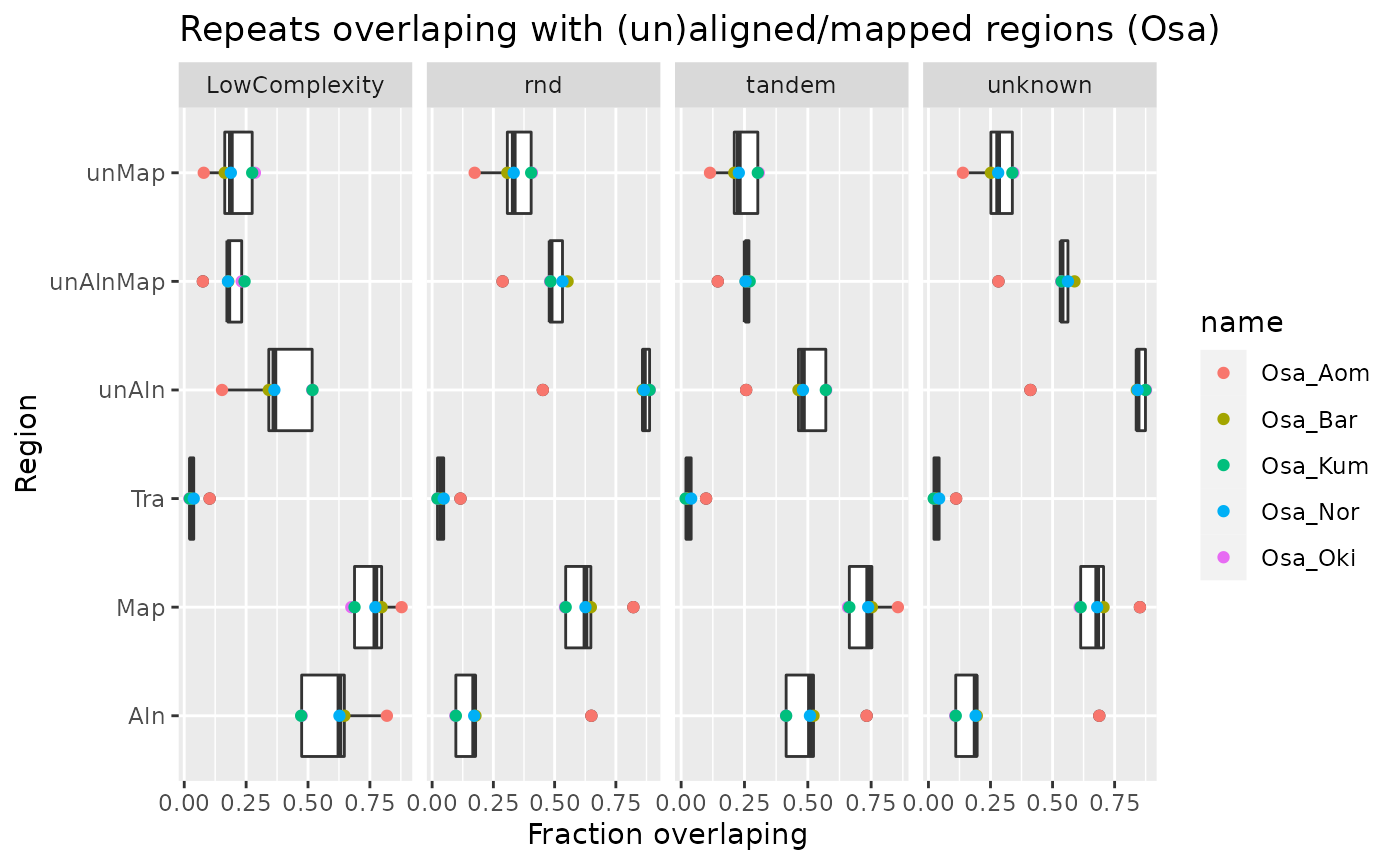 Repeats overlaping with (un)aligned/mapped regions (Osa)
LowComplexity rnd tandem unknown
unMap
unAlnMap
unAln
Tra
Map
Aln
Region
0.00 0.25 0.50 0.75 0.00 0.25 0.50 0.75 0.00 0.25 0.50 0.75 0.00 0.25 0.50 0.75
Fraction overlaping
name
Osa_Aom
Osa_Bar
Osa_Kum
Osa_Nor
Osa_Oki